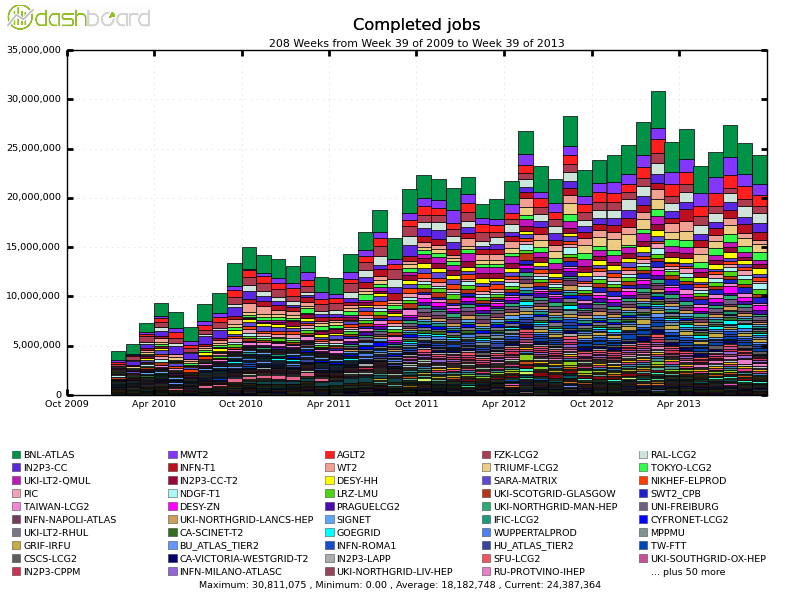 dashboard
Completed jobs
208 Weeks from Week 39 of 2009 to Week 39 of 2013
35,000,000
30,000,000
25,000,000
20,000,000
15,000,000
10,000,000
5,000,000
0
Oct 2009 Apr 2010 Oct 2010 Apr 2011 Oct 2011 Apr 2012 Oct 2012 Apr 2013
BNL-ATLAS MWT2 AGLT2 FZK-LCG2 RAL-LCG2
IN2P3-CC INFN-T1 WT2 TRIUMF-LCG2 TOKYO-LCG2
UKI-LT2-QMUL IN2P3-CC-T2 DESY-HH SARA-MATRIX NIKHEF-ELPROD
PIC NDGF-T1 LRZ-LMU UKI-SCOTGRID-GLASGOW SWT2_CPB
TAIWAN-LCG2 DESY-ZN PRAGUELCG2 UKI-NORTHGRID-MAN-HEP UNI-FREIBURG
INFN-NAPOLI-ATLAS UKI-NORTHGRID-LANCS-HEP SIGNET IFIC-LCG2 CYFRONET-LCG2
UKI-LT2-RHUL CA-SCINET-T2 GOEGRID WUPPERTALPROD MPPMU
GRIF-IRFU BU_ATLAS_TIER2 INFN-ROMA1 HU_ATLAS_TIER2 TW-FTT
CSCS-LCG2 CA-VICTORIA-WESTGRID-T2 IN2P3-LAPP SFU-LCG2 UKI-SOUTHGRID-OX-HEP
IN2P3-CPPM INFN-MILANO-ATLASC UKI-NORTHGRID-LIV-HEP RU-PROTVINO-IHEP ... plus 50 more
Maximum: 30,811,075 , Minimum: 0.00 , Average: 18,182,748 , Current: 24,387,364